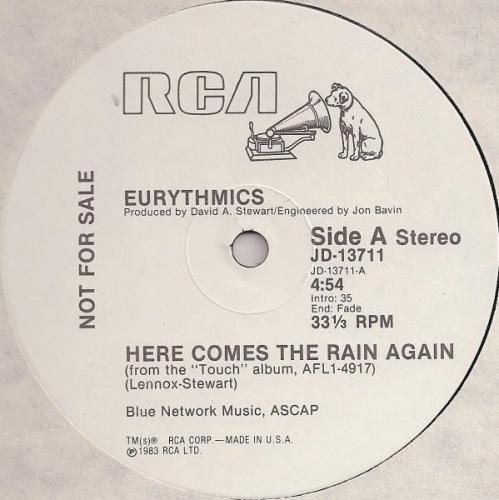 RCA
NOT FOR SALE
EURYTHMICS
Produced by David A. Stewart/Engineered by Jon Bavin
Side A Stereo
JD-13711
JD-13711-A
4:54
Intro: 35
End: Fade
33⅓ RPM
HERE COMES THE RAIN AGAIN
(from the "Touch" album, AFL1-4917)
(Lennox-Stewart)
Blue Network Music, ASCAP
TM(s)® RCA CORP.—MADE IN U.S.A.
℗ 1983 RCA LTD.